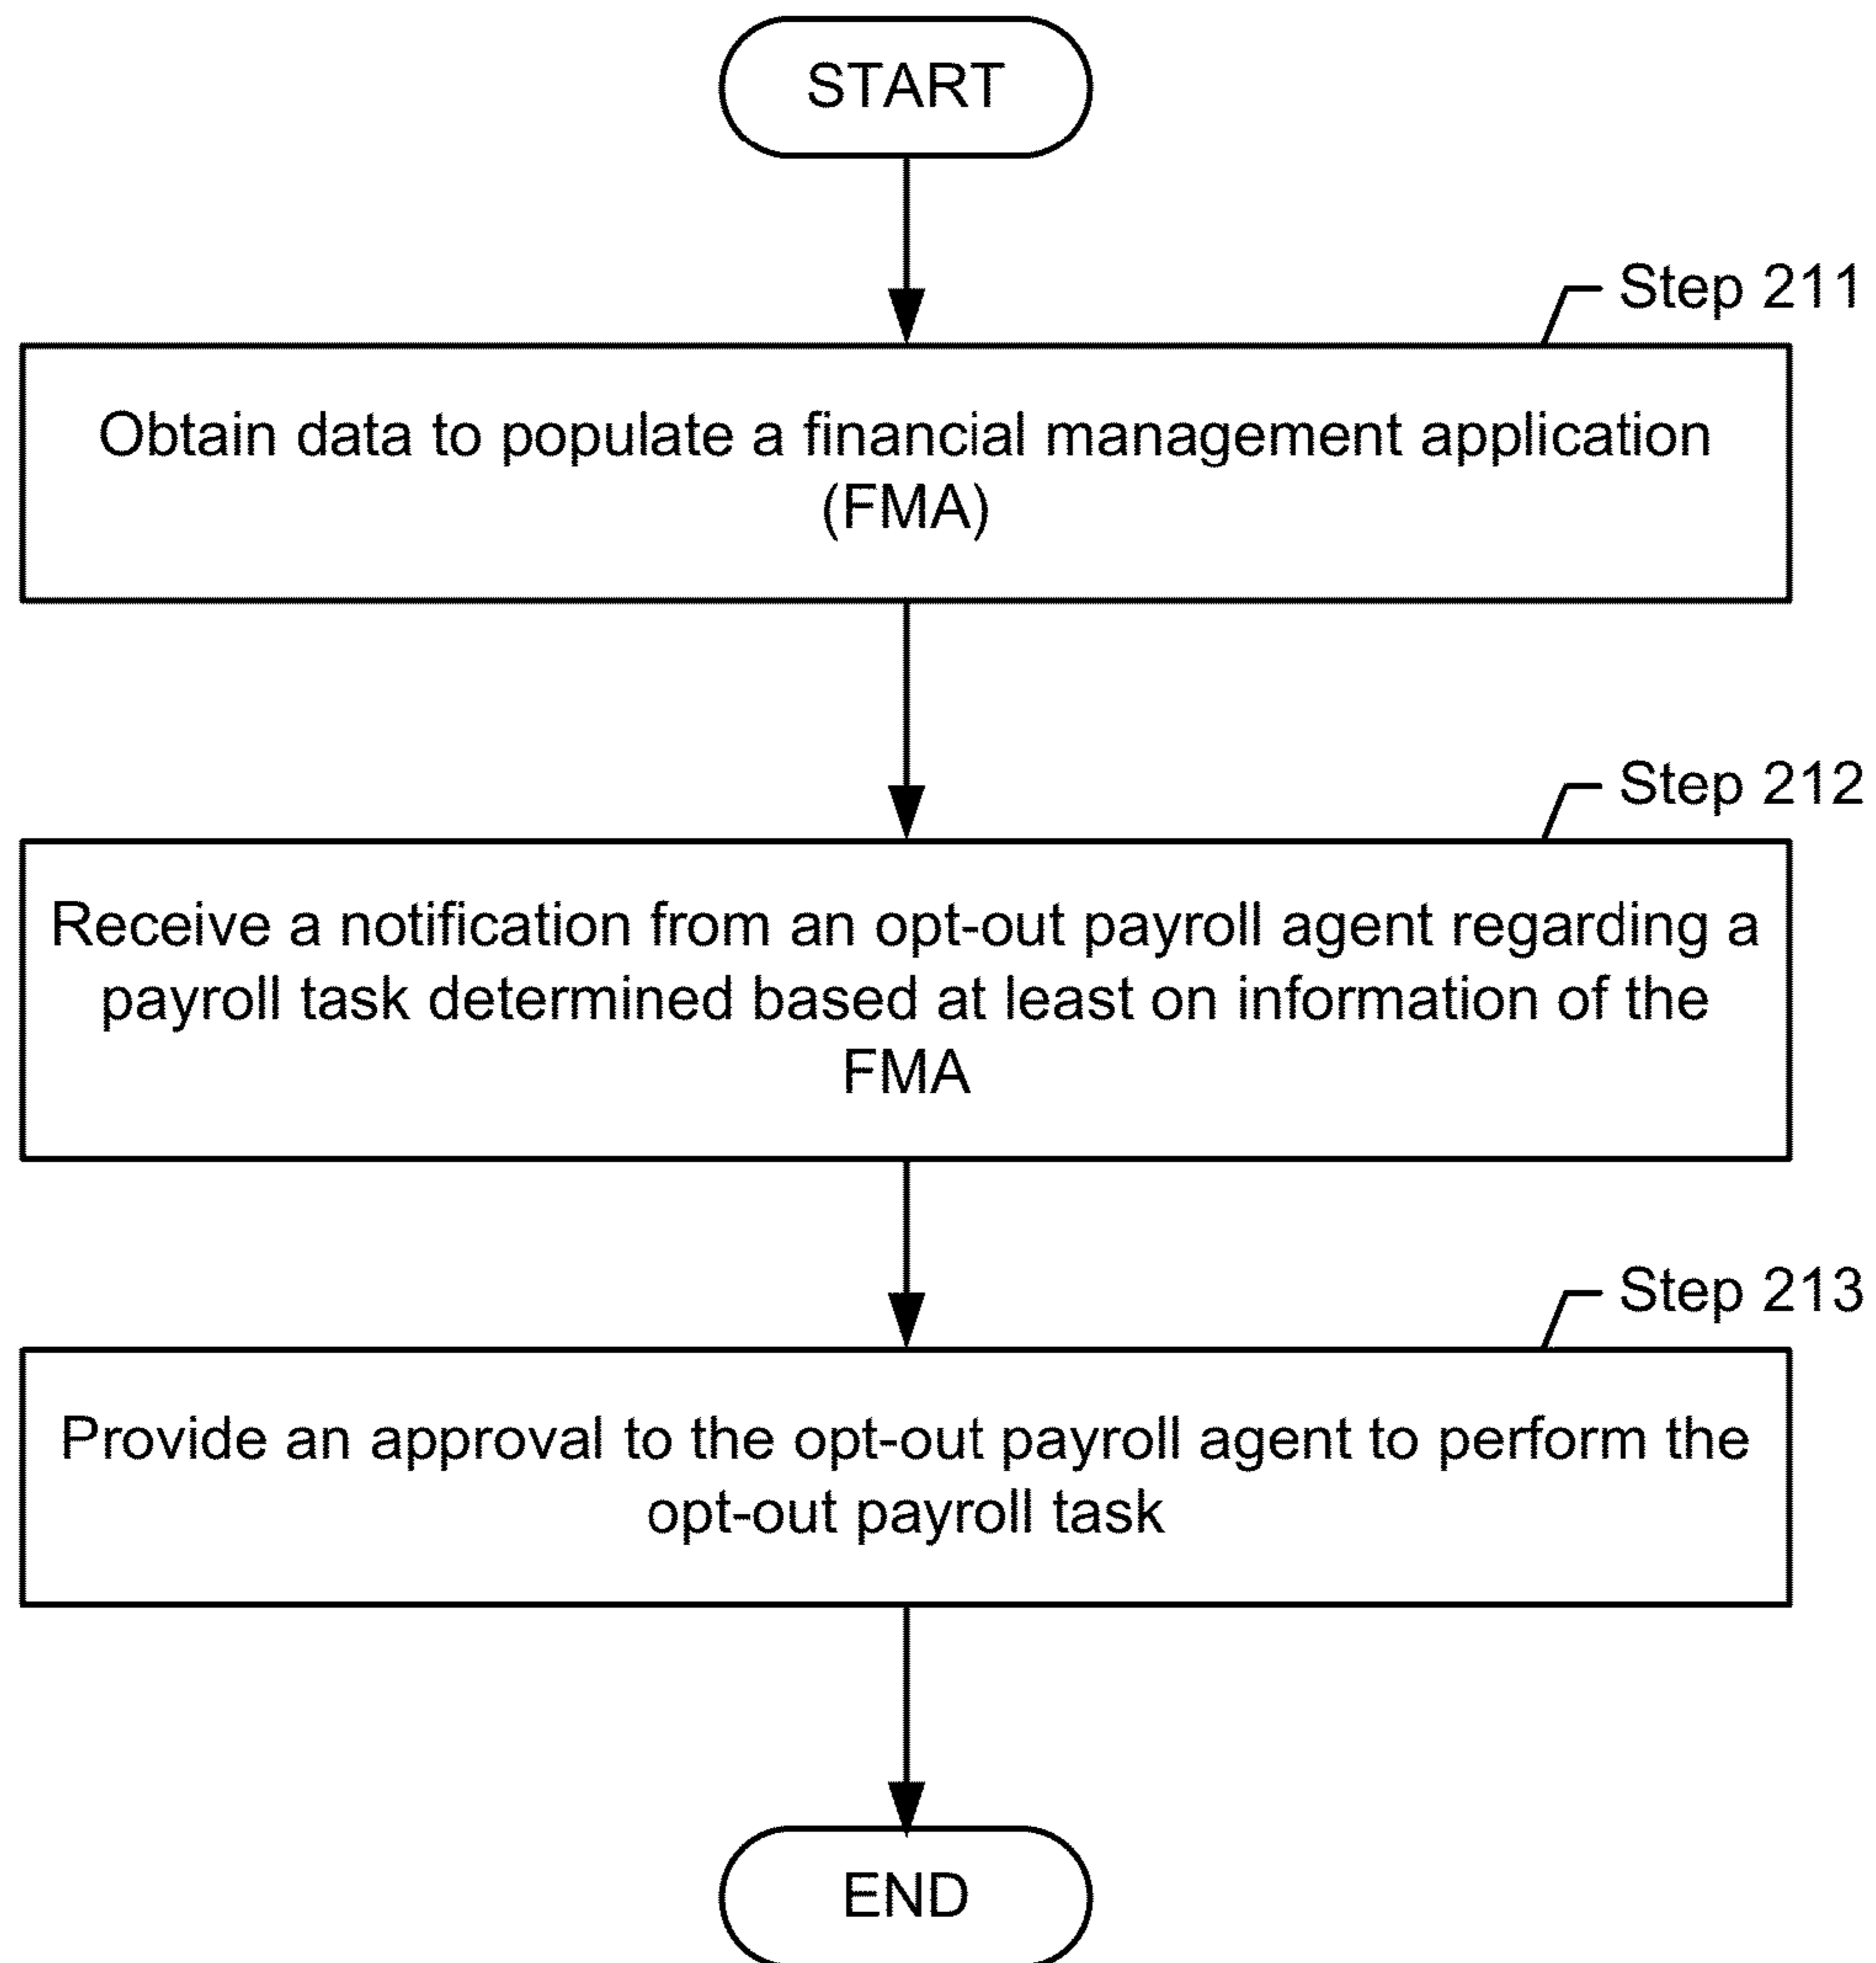 START
Step 211
Obtain data to populate a financial management application
(FMA)
Step 212
Receive a notification from an opt-out payroll agent regarding a
payroll task determined based at least on information of the
FMA
Step 213
Provide an approval to the opt-out payroll agent to perform the
opt-out payroll task
END